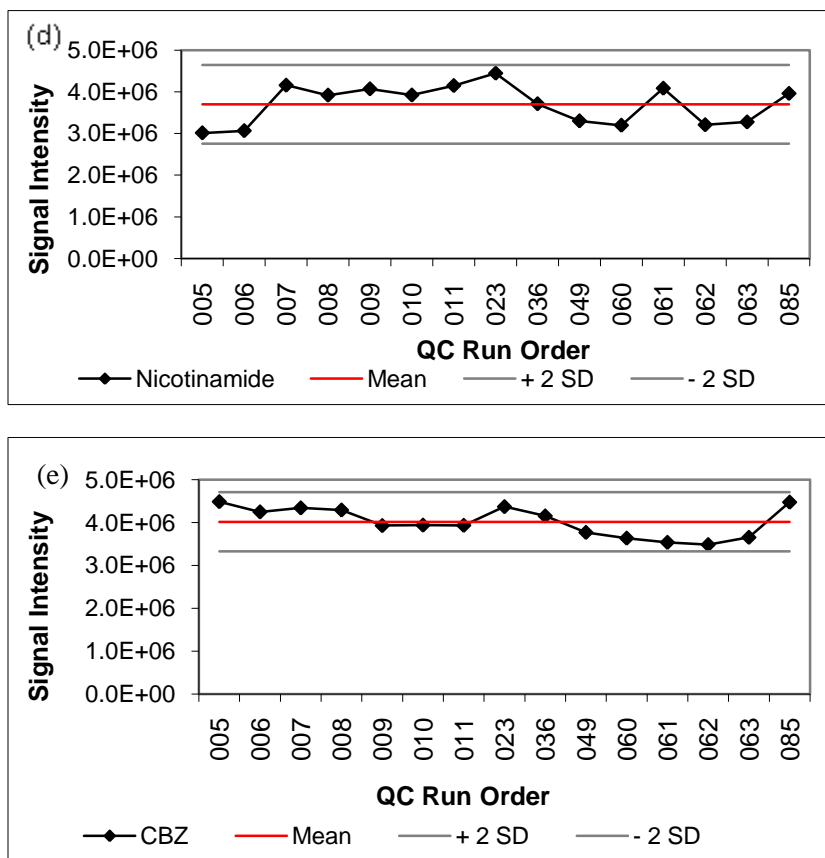 (d)
5.0E+06
4.0E+06
3.0E+06
2.0E+06
1.0E+06
0.0E+00
Signal Intensity
005 006 007 008 009 010 011 023 036 049 060 061 062 063 085
QC Run Order
Nicotinamide Mean + 2 SD - 2 SD
(e)
5.0E+06
4.0E+06
3.0E+06
2.0E+06
1.0E+06
0.0E+00
Signal Intensity
005 006 007 008 009 010 011 023 036 049 060 061 062 063 085
QC Run Order
CBZ Mean + 2 SD - 2 SD